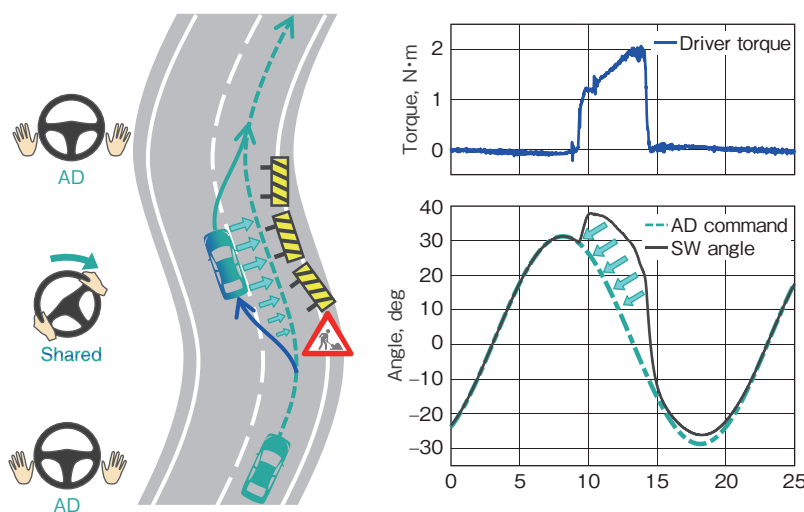 AD
Shared
AD
Torque, N·m
2
1
0
Driver torque
Angle, deg
40
30
20
10
0
−10
−20
−30
AD command
SW angle
0
5
10
15
20
25